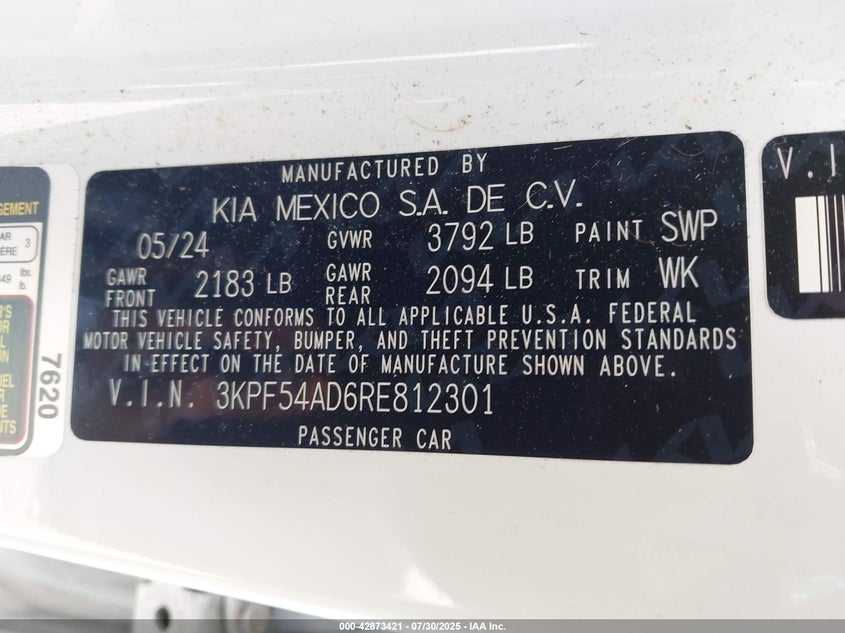 MANUFACTURED BY
KIA MEXICO S.A. DE C.V.
05/24 GVWR 3792 LB PAINT SWP
GAWR FRONT 2183 LB GAWR REAR 2094 LB TRIM WK
THIS VEHICLE CONFORMS TO ALL APPLICABLE U.S.A. FEDERAL
MOTOR VEHICLE SAFETY, BUMPER, AND THEFT PREVENTION STANDARDS
IN EFFECT ON THE DATE OF MANUFACTURE SHOWN ABOVE.
V.I.N. 3KPF54AD6RE812301
PASSENGER CAR
7620
3
lbs.
lb.
V.I
000-42873421 - 07/30/2025 - IAA Inc.